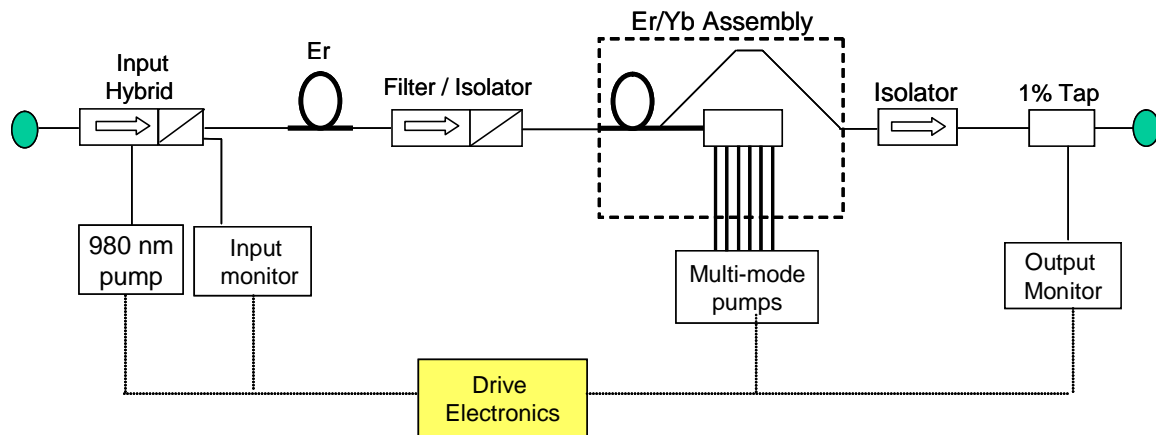 Er/Yb Assembly
Input
Hybrid
Er
Filter / Isolator
Isolator
1% Tap
980 nm
pump
Input
monitor
Multi-mode
pumps
Output
Monitor
Drive
Electronics